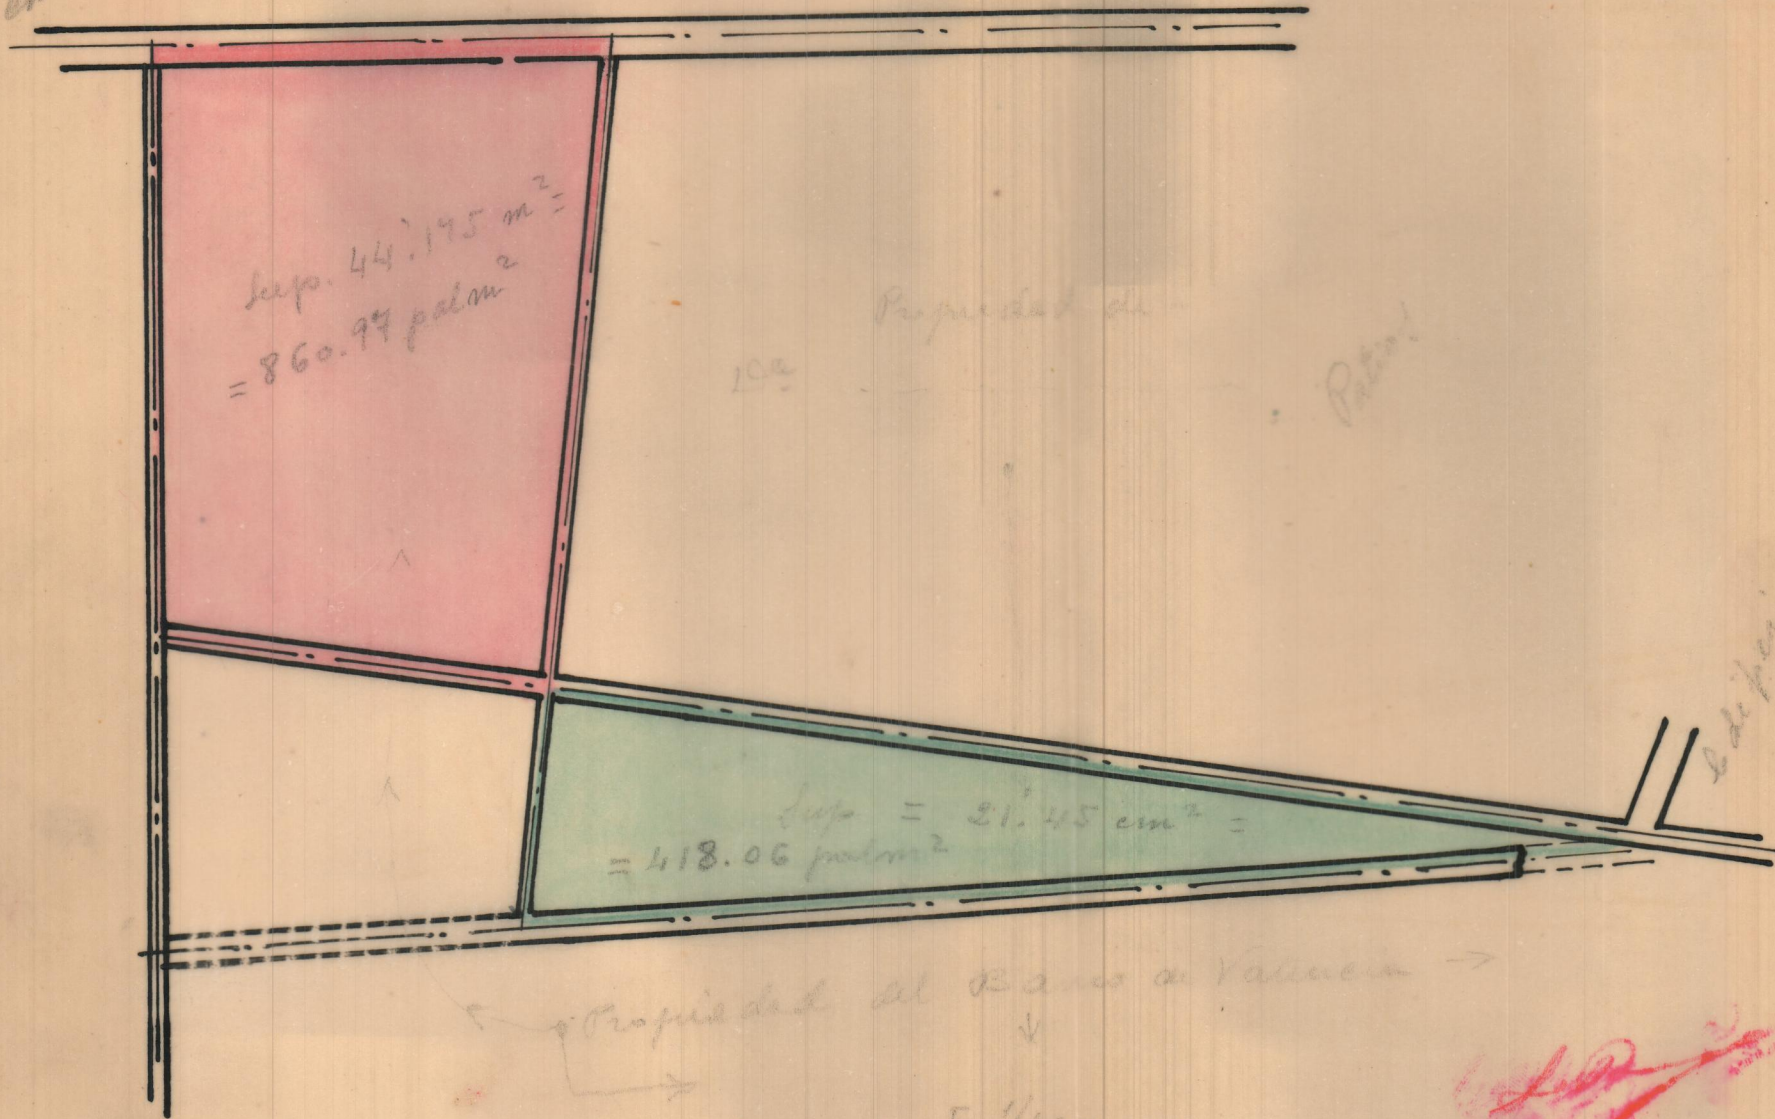 Sup. 44'.175 m² =
= 860.97 palm²
Propiedad de
Patio
Sup = 21'.45 cm² =
= 418.06 palm²
Propiedad del Banco de Valencia